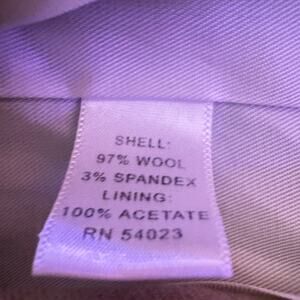 SHELL:
97% WOOL
3% SPANDEX
LINING:
100% ACETATE
RN 54023